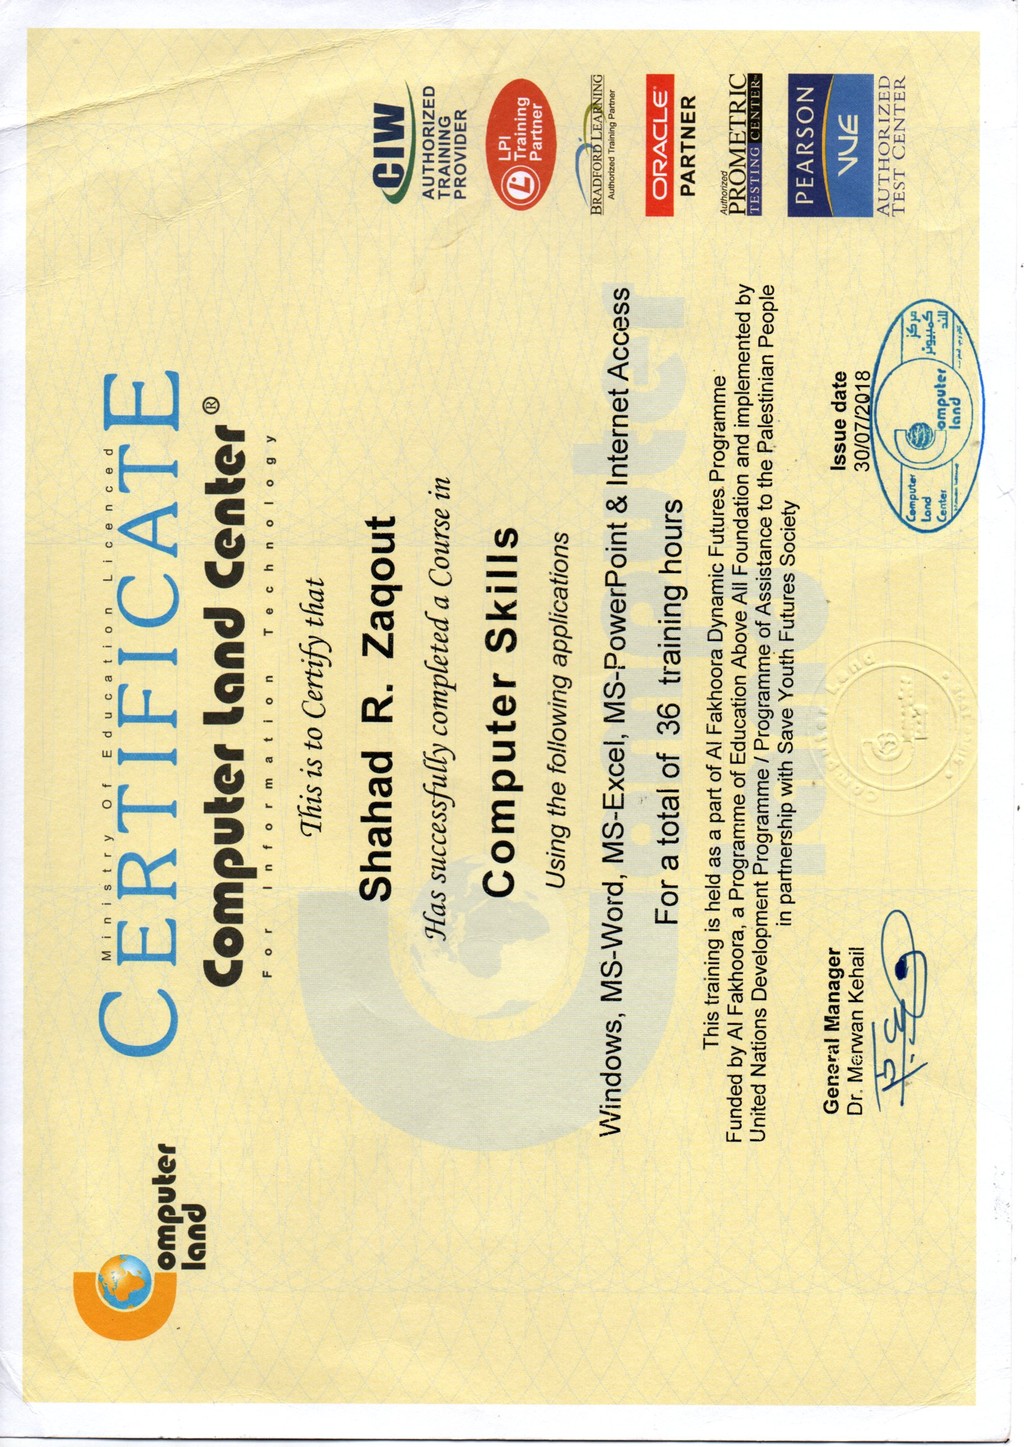 Computer
land
Ministry Of Education Licenced
CERTIFICATE
Computer Land Center®
For Information Technology
This is to Certify that
Shahad R. Zaqout
Has successfully completed a Course in
Computer Skills
Using the following applications
Windows, MS-Word, MS-Excel, MS-PowerPoint & Internet Access
For a total of 36 training hours
This training is held as a part of Al Fakhoora Dynamic Futures Programme
Funded by Al Fakhoora, a Programme of Education Above All Foundation and implemented by
United Nations Development Programme / Programme of Assistance to the Palestinian People
in partnership with Save Youth Futures Society
General Manager
Dr. Merwan Kehail
Issue date
30/07/2018
Computer
Land
Center
Computer
land
مركز
كمبيوتر
لاند
CIW
AUTHORIZED
TRAINING
PROVIDER
LPI
Training
Partner
BRADFORD LEARNING
Authorized Training Partner
ORACLE
PARTNER
Authorized
PROMETRIC
TESTING CENTER
PEARSON
VUE
AUTHORIZED
TEST CENTER